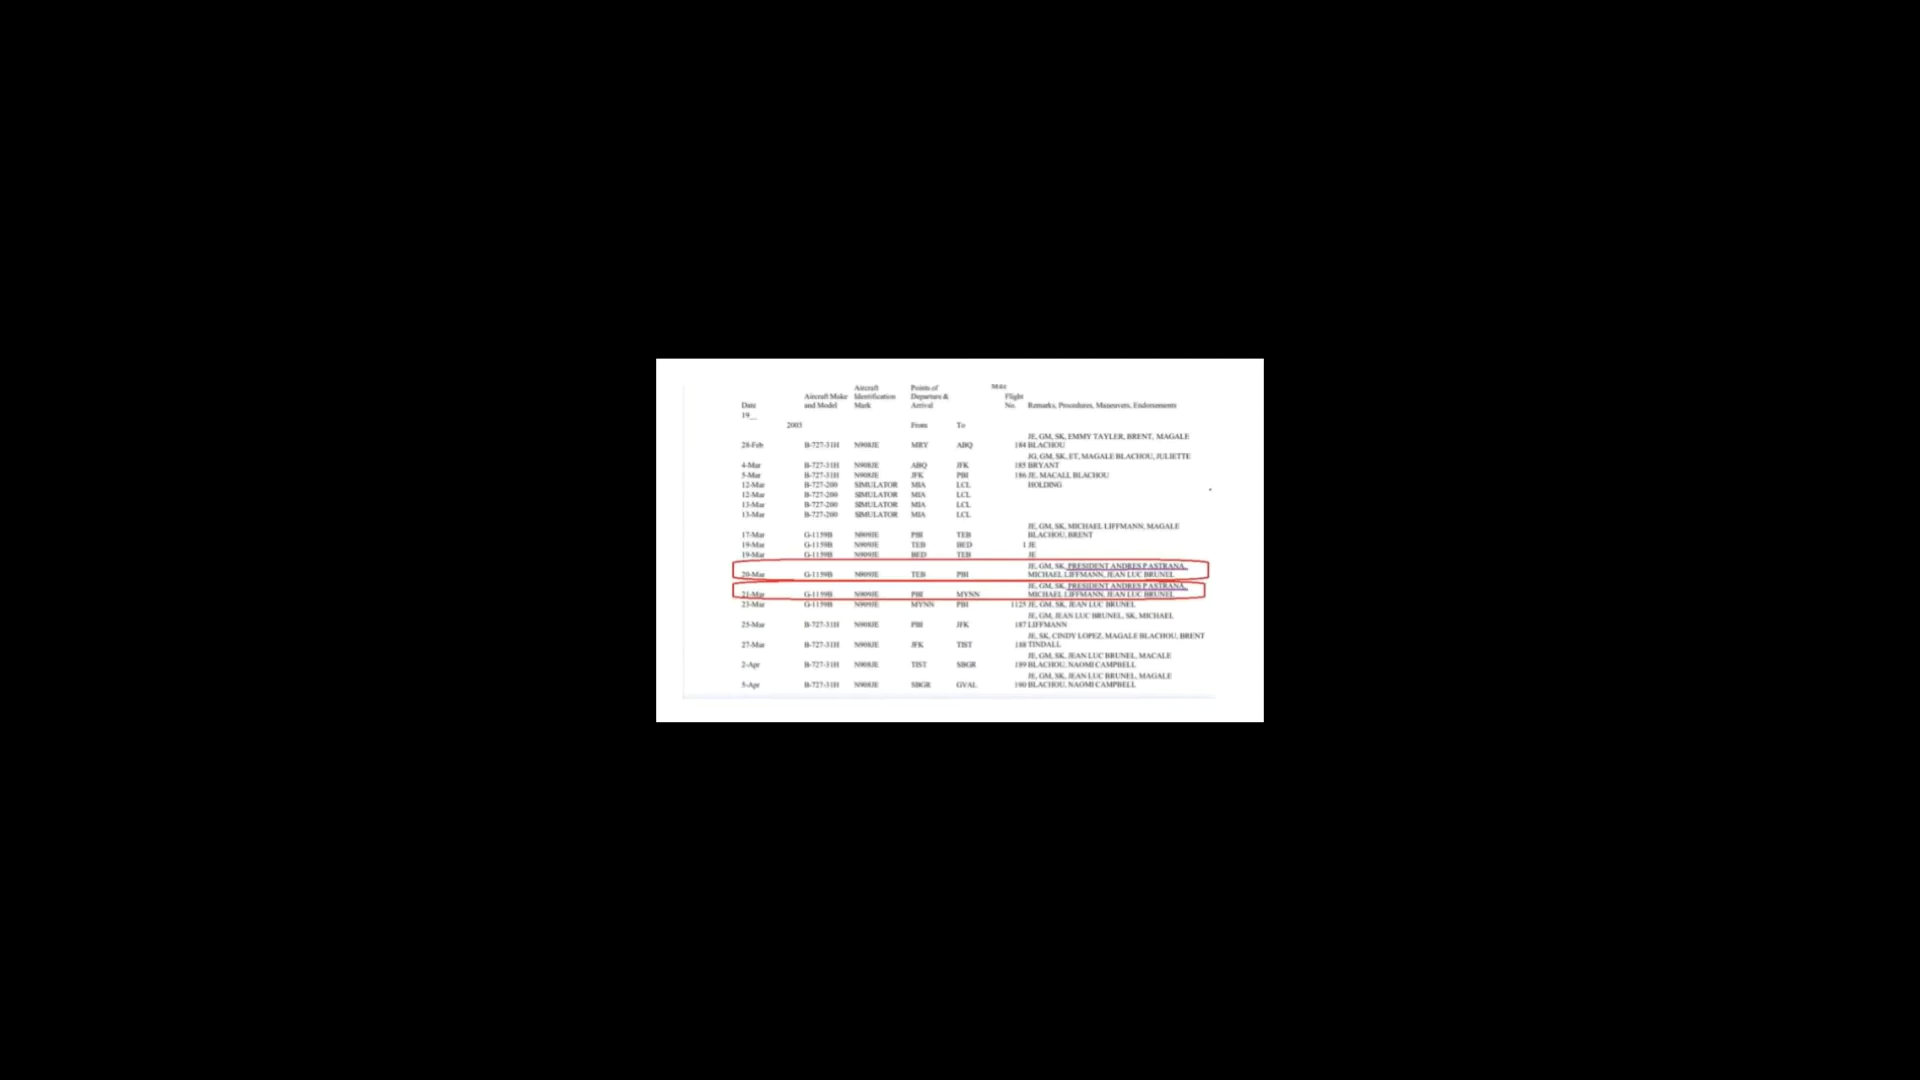 Aircraft Points of Miles
Aircraft Make Identification Departure & Flight
Date and Model Mark Arrival No. Remarks, Procedures, Maneuvers, Endorsements
19__
2003 From To
JE, GM, SK, EMMY TAYLER, BRENT, MAGALE
28-Feb B-727-31H N908JE MRY ABQ 184 BLACHOU
JG, GM, SK, ET, MAGALE BLACHOU, JULIETTE
4-Mar B-727-31H N908JE ABQ JFK 185 BRYANT
5-Mar B-727-31H N908JE JFK PBI 186 JE, MACALL BLACHOU
12-Mar B-727-200 SIMULATOR MIA LCL HOLDING
12-Mar B-727-200 SIMULATOR MIA LCL
13-Mar B-727-200 SIMULATOR MIA LCL
13-Mar B-727-200 SIMULATOR MIA LCL
JE, GM, SK, MICHAEL LIFFMANN, MAGALE
17-Mar G-1159B N909JE PBI TEB BLACHOU, BRENT
19-Mar G-1159B N909JE TEB BED 1 JE
19-Mar G-1159B N909JE BED TEB JE
JE, GM, SK, PRESIDENT ANDRES PASTRANA,
20-Mar G-1159B N909JE TEB PBI MICHAEL LIFFMANN, JEAN LUC BRUNEL
JE, GM, SK, PRESIDENT ANDRES PASTRANA,
21-Mar G-1159B N909JE PBI MYNN MICHAEL LIFFMANN, JEAN LUC BRUNEL
23-Mar G-1159B N909JE MYNN PBI 1125 JE, GM, SK, JEAN LUC BRUNEL
JE, GM, JEAN LUC BRUNEL, SK, MICHAEL
25-Mar B-727-31H N908JE PBI JFK 187 LIFFMANN
JE, SK, CINDY LOPEZ, MAGALE BLACHOU, BRENT
27-Mar B-727-31H N908JE JFK TIST 188 TINDALL
JE, GM, SK, JEAN LUC BRUNEL, MACALE
2-Apr B-727-31H N908JE TIST SBGR 189 BLACHOU, NAOMI CAMPBELL
JE, GM, SK, JEAN LUC BRUNEL, MAGALE
5-Apr B-727-31H N908JE SBGR GVAL 190 BLACHOU, NAOMI CAMPBELL